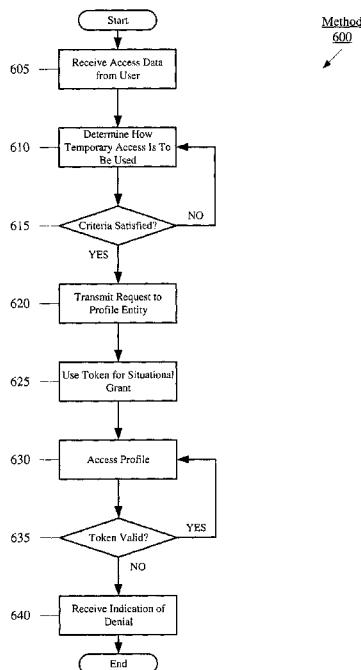 Start
Method
600
605
Receive Access Data
from User
610
Determine How
Temporary Access Is To
Be Used
615
Criteria Satisfied?
NO
YES
620
Transmit Request to
Profile Entity
625
Use Token for Situational
Grant
630
Access Profile
635
Token Valid?
YES
NO
640
Receive Indication of
Denial
End